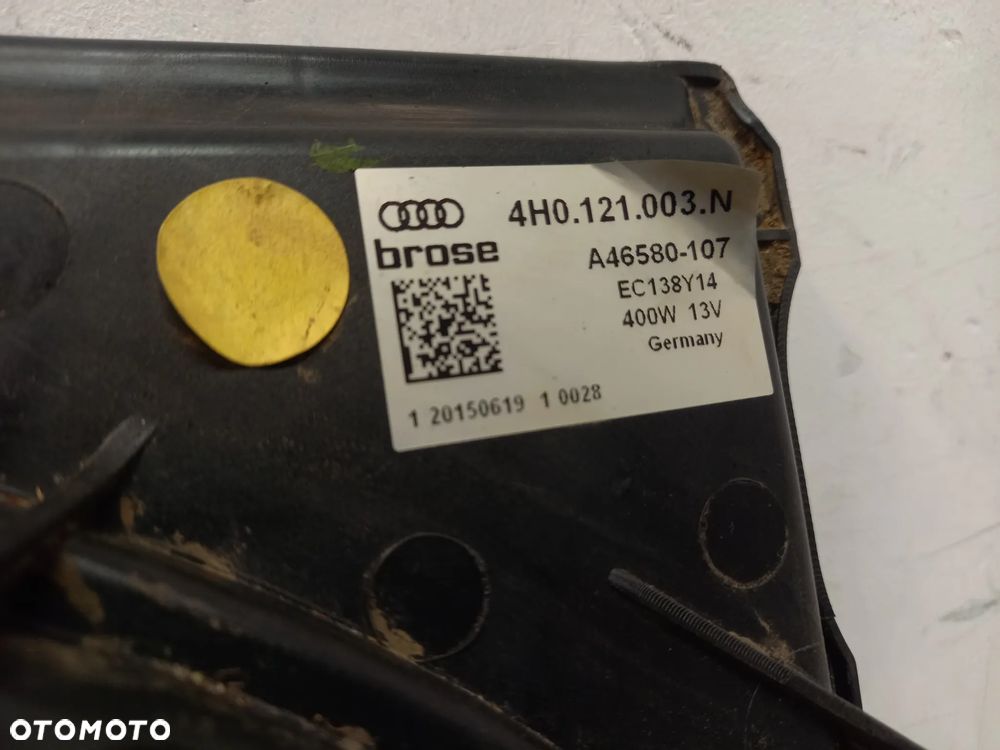 4H0.121.003.N
brose
A46580-107
EC138Y14
400W 13V
Germany
1 20150619 1 0028
OTOMOTO